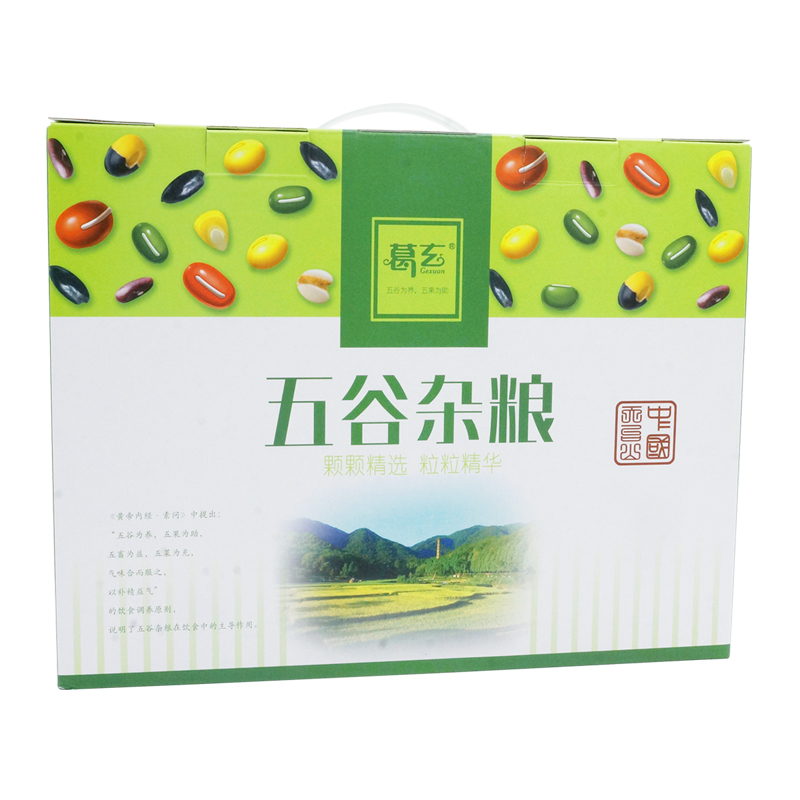 葛玄®
Gexuan
五谷为养，五果为助
五谷杂粮
颗颗精选 粒粒精华
中國
《黄帝内经·素问》中提出：
“五谷为养，五果为助，
五畜为益，五菜为充，
气味合而服之，
以补精益气”
的饮食调养原则，
说明了五谷杂粮在饮食中的主导作用。